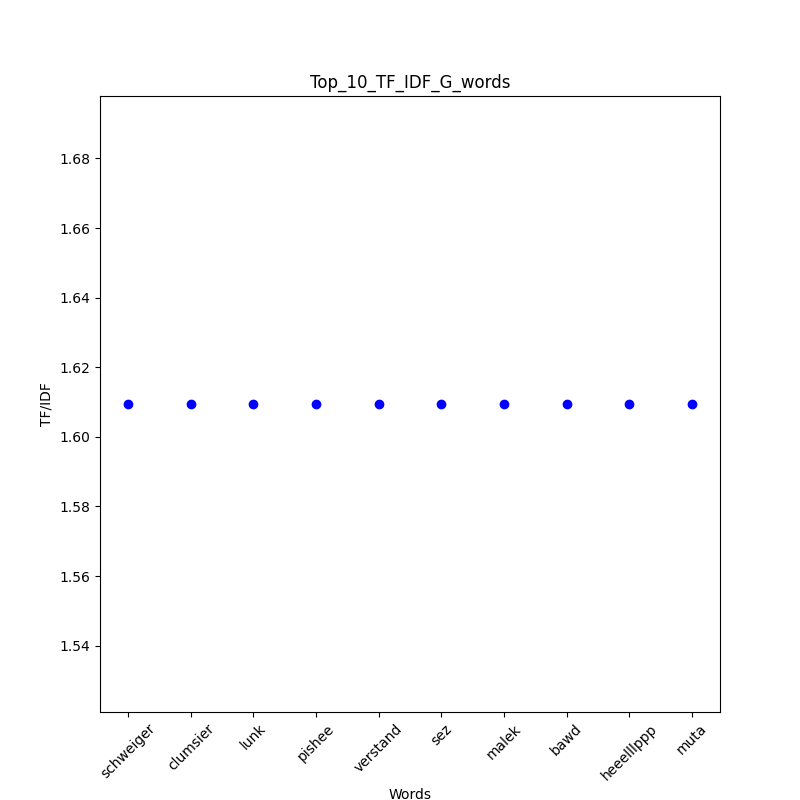 Top_10_TF_IDF_G_words
TF/IDF
1.68
1.66
1.64
1.62
1.60
1.58
1.56
1.54
schweiger
clumsier
lunk
pishee
verstand
sez
malek
bawd
heeelllppp
muta
Words